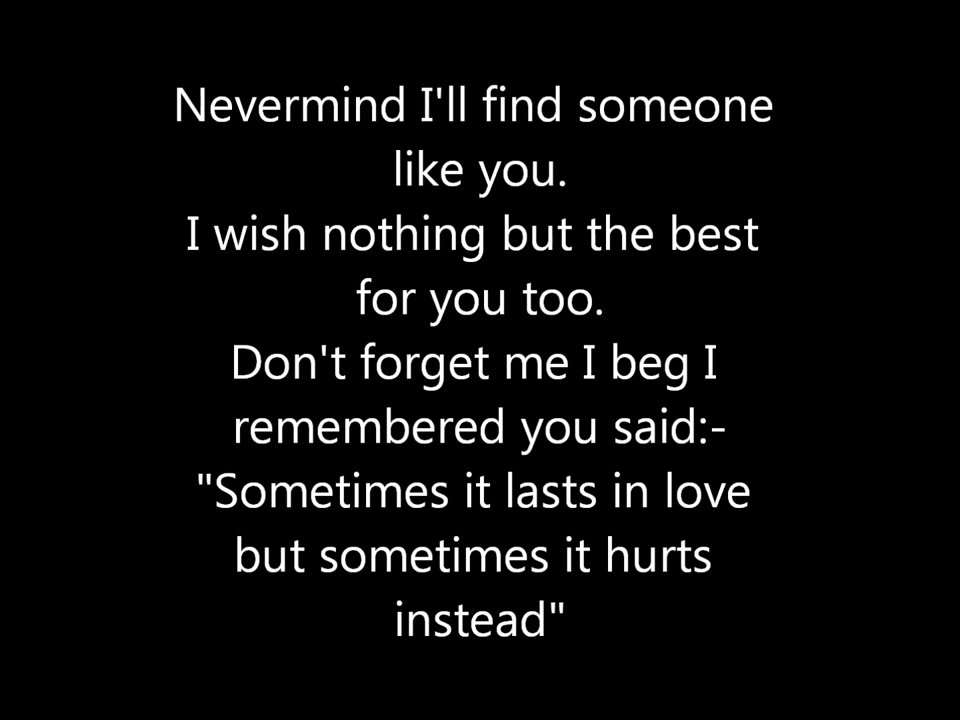 Nevermind I'll find someone
like you.
I wish nothing but the best
for you too.
Don't forget me I beg I
remembered you said:-
"Sometimes it lasts in love
but sometimes it hurts
instead"